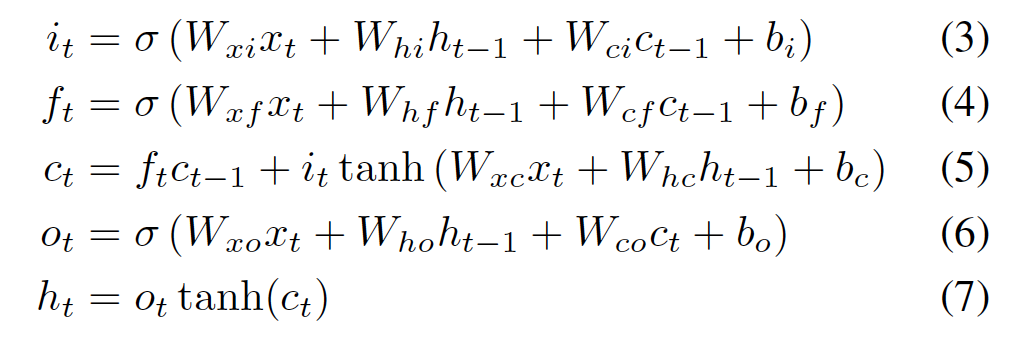 i_t = σ (W_{xi}x_t + W_{hi}h_{t−1} + W_{ci}c_{t−1} + b_i) (3)
f_t = σ (W_{xf}x_t + W_{hf}h_{t−1} + W_{cf}c_{t−1} + b_f) (4)
c_t = f_tc_{t−1} + i_t tanh (W_{xc}x_t + W_{hc}h_{t−1} + b_c) (5)
o_t = σ (W_{xo}x_t + W_{ho}h_{t−1} + W_{co}c_t + b_o) (6)
h_t = o_t tanh(c_t) (7)